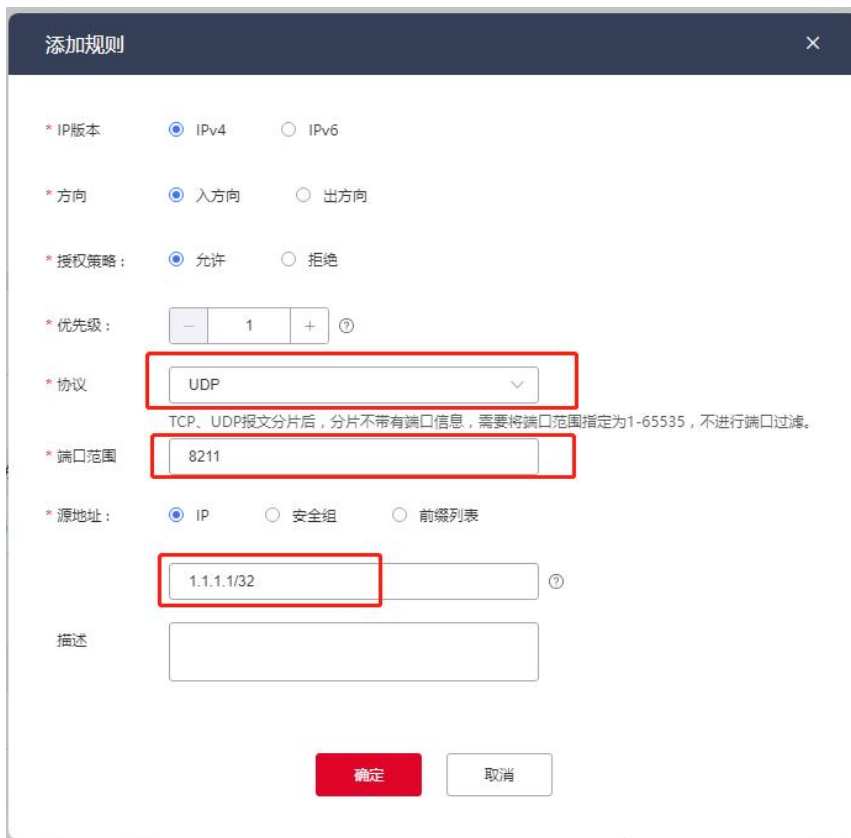 添加规则
* IP版本 IPv4 IPv6
* 方向 入方向 出方向
* 授权策略： 允许 拒绝
* 优先级： 1
* 协议 UDP
TCP、UDP报文分片后，分片不带有端口信息，需要将端口范围指定为1-65535，不进行端口过滤。
* 端口范围 8211
* 源地址： IP 安全组 前缀列表
1.1.1.1/32
描述
确定 取消